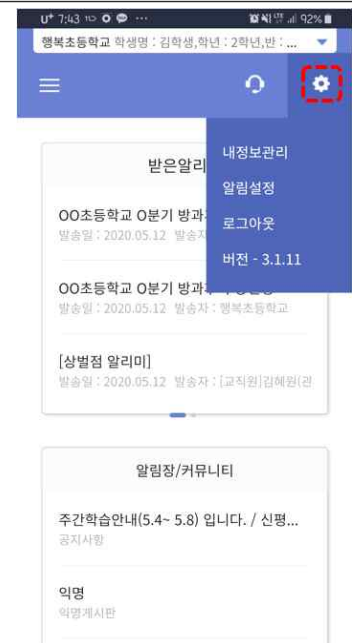 U+ 7:43 ... 92%
행복초등학교 학생명 : 김학생,학년 : 2학년,반 : ...
받은알리
내정보관리
알림설정
로그아웃
버전 - 3.1.11
OO초등학교 O분기 방과
발송일 : 2020.05.12 발송자
OO초등학교 O분기 방과
발송일 : 2020.05.12 발송자 : 행복초등학교
[상벌점 알리미]
발송일 : 2020.05.12 발송자 : [교직원]김혜원(관
알림장/커뮤니티
주간학습안내(5.4~ 5.8) 입니다. / 신평...
공지사항
익명
익명게시판